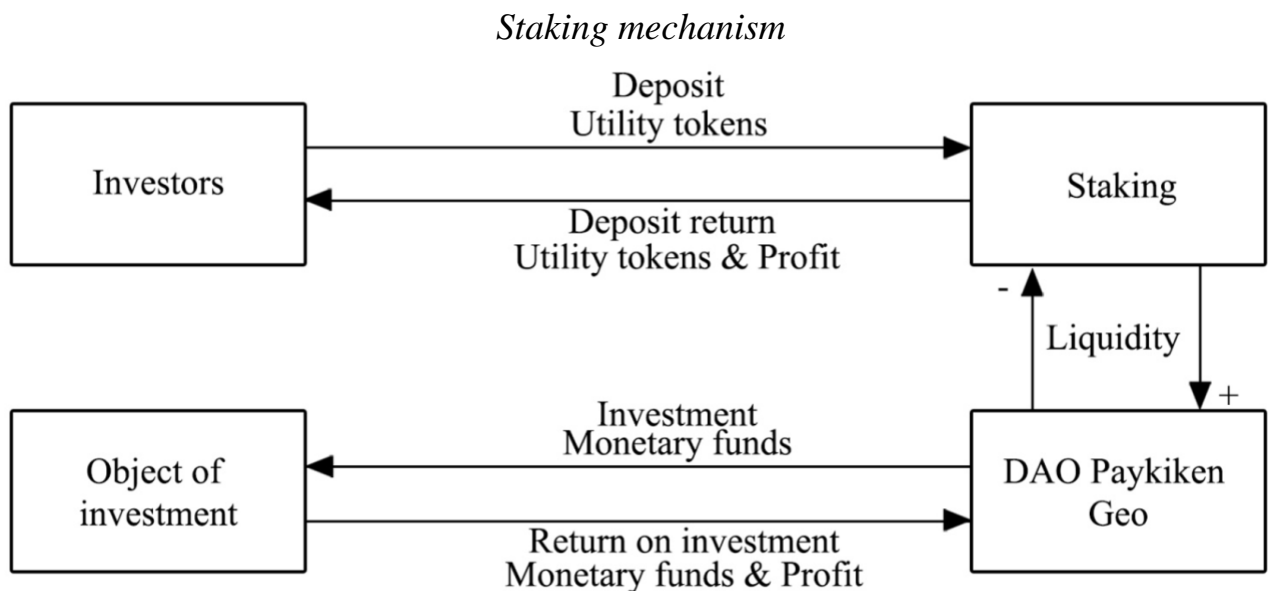 Staking mechanism
Deposit
Utility tokens
Investors
Staking
Deposit return
Utility tokens & Profit
-
Liquidity
+
Investment
Monetary funds
Object of
investment
DAO Paykiken
Geo
Return on investment
Monetary funds & Profit